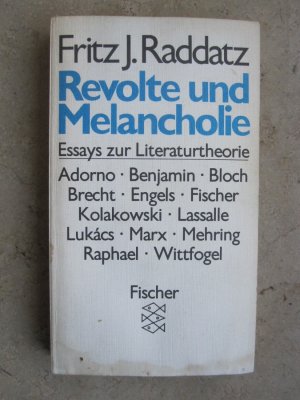 Fritz J. Raddatz
Revolte und
Melancholie
Essays zur Literaturtheorie
Adorno · Benjamin · Bloch
Brecht · Engels · Fischer
Kolakowski · Lassalle
Lukács · Marx · Mehring
Raphael · Wittfogel
Fischer